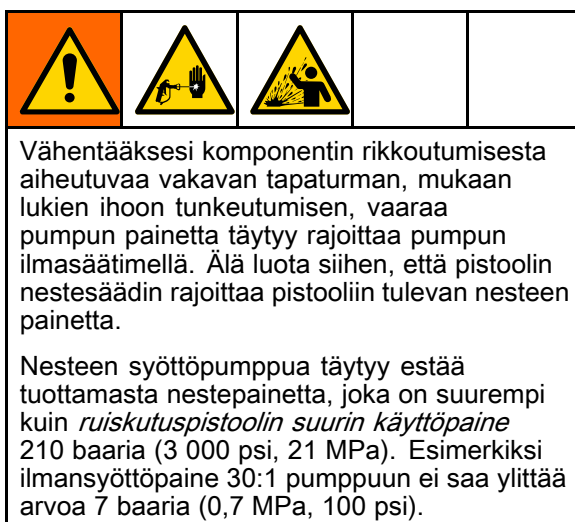 Vähentääksesi komponentin rikkoutumisesta
aiheutuvaa vakavan tapaturman, mukaan
lukien ihoon tunkeutumisen, vaaraa
pumpun painetta täytyy rajoittaa pumpun
ilmasäätimellä. Älä luota siihen, että pistoolin
nestesäädin rajoittaa pistooliin tulevan nesteen
painetta.
Nesteen syöttöpumppua täytyy estää
tuottamasta nestepainetta, joka on suurempi
kuin ruiskutuspistoolin suurin käyttöpaine
210 baaria (3 000 psi, 21 MPa). Esimerkiksi
ilmansyöttöpaine 30:1 pumppuun ei saa ylittää
arvoa 7 baaria (0,7 MPa, 100 psi).